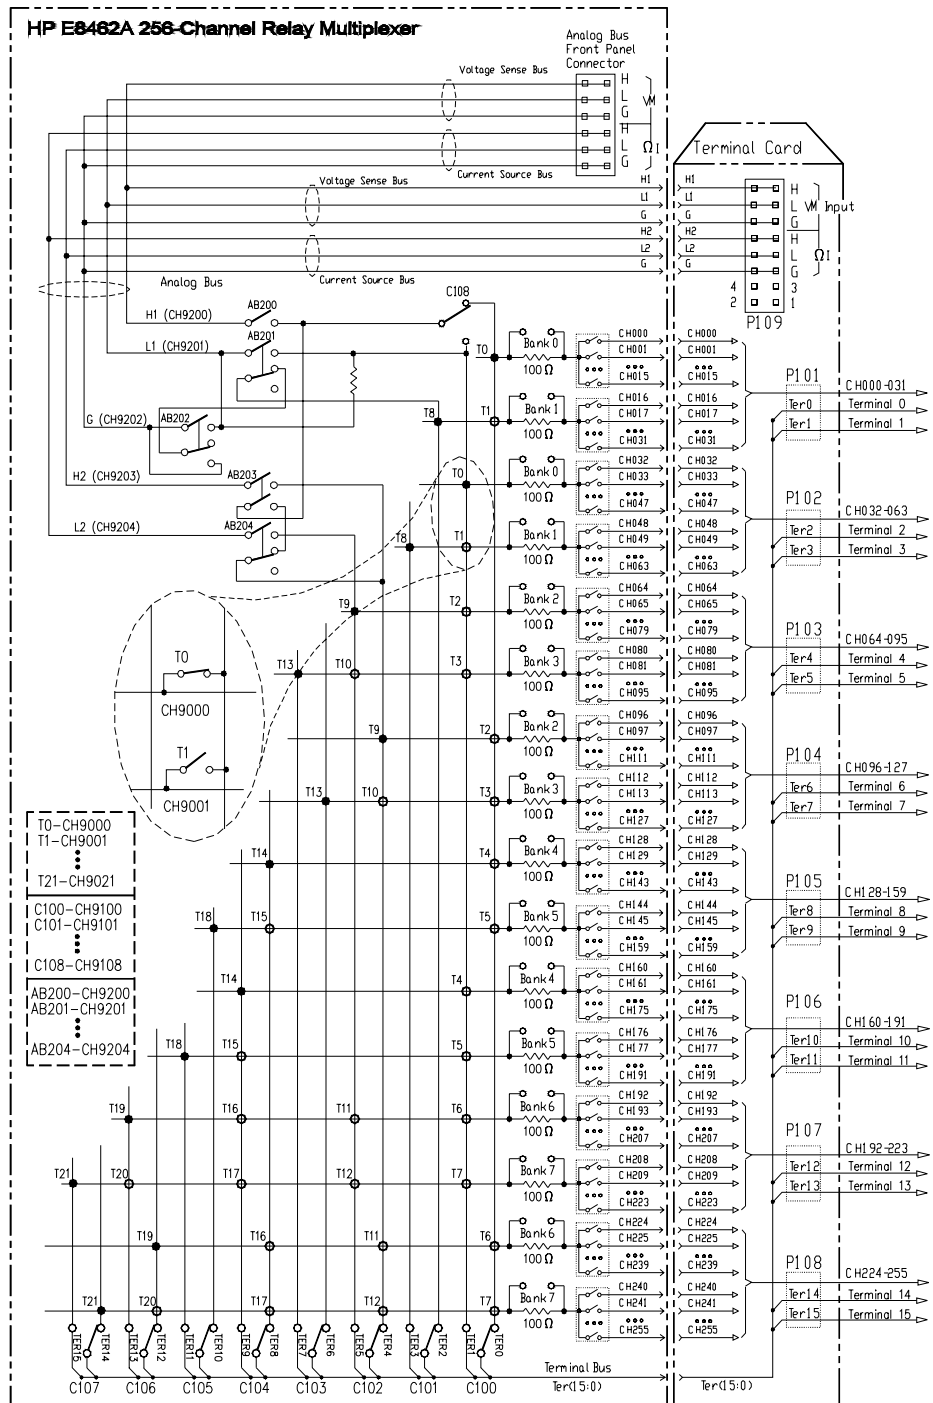 HP E8462A 256-Channel Relay Multiplexer
Analog Bus
Front Panel
Connector
Voltage Sense Bus
H
L
G
VM
H
L
G
Ω I
Current Source Bus
Terminal Card
Voltage Sense Bus
Current Source Bus
Analog Bus
H1
L1
G
H2
L2
G
H1
L1
G
H2
L2
G
H
L
G
VM Input
H
L
G
Ω I
4 3
2 1
P109
H1 (CH9200)
AB200
C108
L1 (CH9201)
AB201
G (CH9202)
AB202
H2 (CH9203)
AB203
L2 (CH9204)
AB204
T0 Bank 0 100Ω
CH000 CH000
CH001 CH001
CH015 CH015
T8 T1 Bank 1 100Ω
CH016 CH016
CH017 CH017
CH031 CH031
P101
CH000-031
Ter0 Terminal 0
Ter1 Terminal 1
T0 Bank 0 100Ω
CH032 CH032
CH033 CH033
CH047 CH047
T8 T1 Bank 1 100Ω
CH048 CH048
CH049 CH049
CH063 CH063
P102
CH032-063
Ter2 Terminal 2
Ter3 Terminal 3
T9 T2 Bank 2 100Ω
CH064 CH064
CH065 CH065
CH079 CH079
T13 T10 T3 Bank 3 100Ω
CH080 CH080
CH081 CH081
CH095 CH095
P103
CH064-095
Ter4 Terminal 4
Ter5 Terminal 5
T0
CH9000
T1
CH9001
T9 T2 Bank 2 100Ω
CH096 CH096
CH097 CH097
CH111 CH111
T13 T10 T3 Bank 3 100Ω
CH112 CH112
CH113 CH113
CH127 CH127
P104
CH096-127
Ter6 Terminal 6
Ter7 Terminal 7
T0-CH9000
T1-CH9001
T21-CH9021
C100-CH9100
C101-CH9101
C108-CH9108
AB200-CH9200
AB201-CH9201
AB204-CH9204
T14 T4 Bank 4 100Ω
CH128 CH128
CH129 CH129
CH143 CH143
T18 T15 T5 Bank 5 100Ω
CH144 CH144
CH145 CH145
CH159 CH159
P105
CH128-159
Ter8 Terminal 8
Ter9 Terminal 9
T14 T4 Bank 4 100Ω
CH160 CH160
CH161 CH161
CH175 CH175
T18 T15 T5 Bank 5 100Ω
CH176 CH176
CH177 CH177
CH191 CH191
P106
CH160-191
Ter10 Terminal 10
Ter11 Terminal 11
T19 T16 T11 T6 Bank 6 100Ω
CH192 CH192
CH193 CH193
CH207 CH207
T21 T20 T17 T12 T7 Bank 7 100Ω
CH208 CH208
CH209 CH209
CH223 CH223
P107
CH192-223
Ter12 Terminal 12
Ter13 Terminal 13
T19 T16 T11 T6 Bank 6 100Ω
CH224 CH224
CH225 CH225
CH239 CH239
T21 T20 T17 T12 T7 Bank 7 100Ω
CH240 CH240
CH241 CH241
CH255 CH255
P108
CH224-255
Ter14 Terminal 14
Ter15 Terminal 15
TER15 TER14 TER13 TER12 TER11 TER10 TER9 TER8 TER7 TER6 TER5 TER4 TER3 TER2 TER1 TER0
C107 C106 C105 C104 C103 C102 C101 C100
Terminal Bus
Ter(15:0) Ter(15:0)